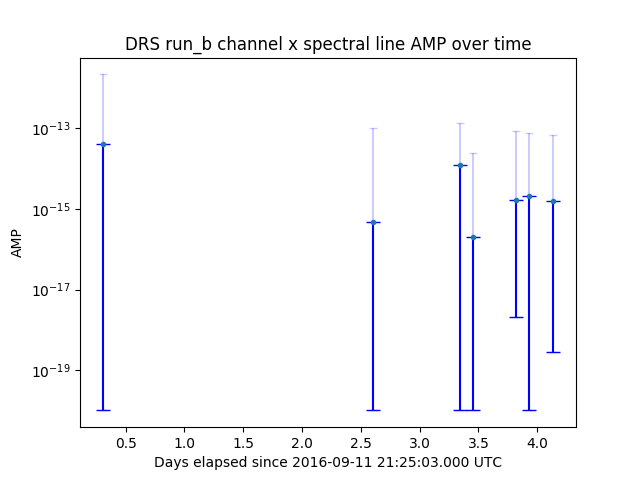 DRS run_b channel x spectral line AMP over time
AMP
10⁻¹³
10⁻¹⁵
10⁻¹⁷
10⁻¹⁹
0.5 1.0 1.5 2.0 2.5 3.0 3.5 4.0
Days elapsed since 2016-09-11 21:25:03.000 UTC